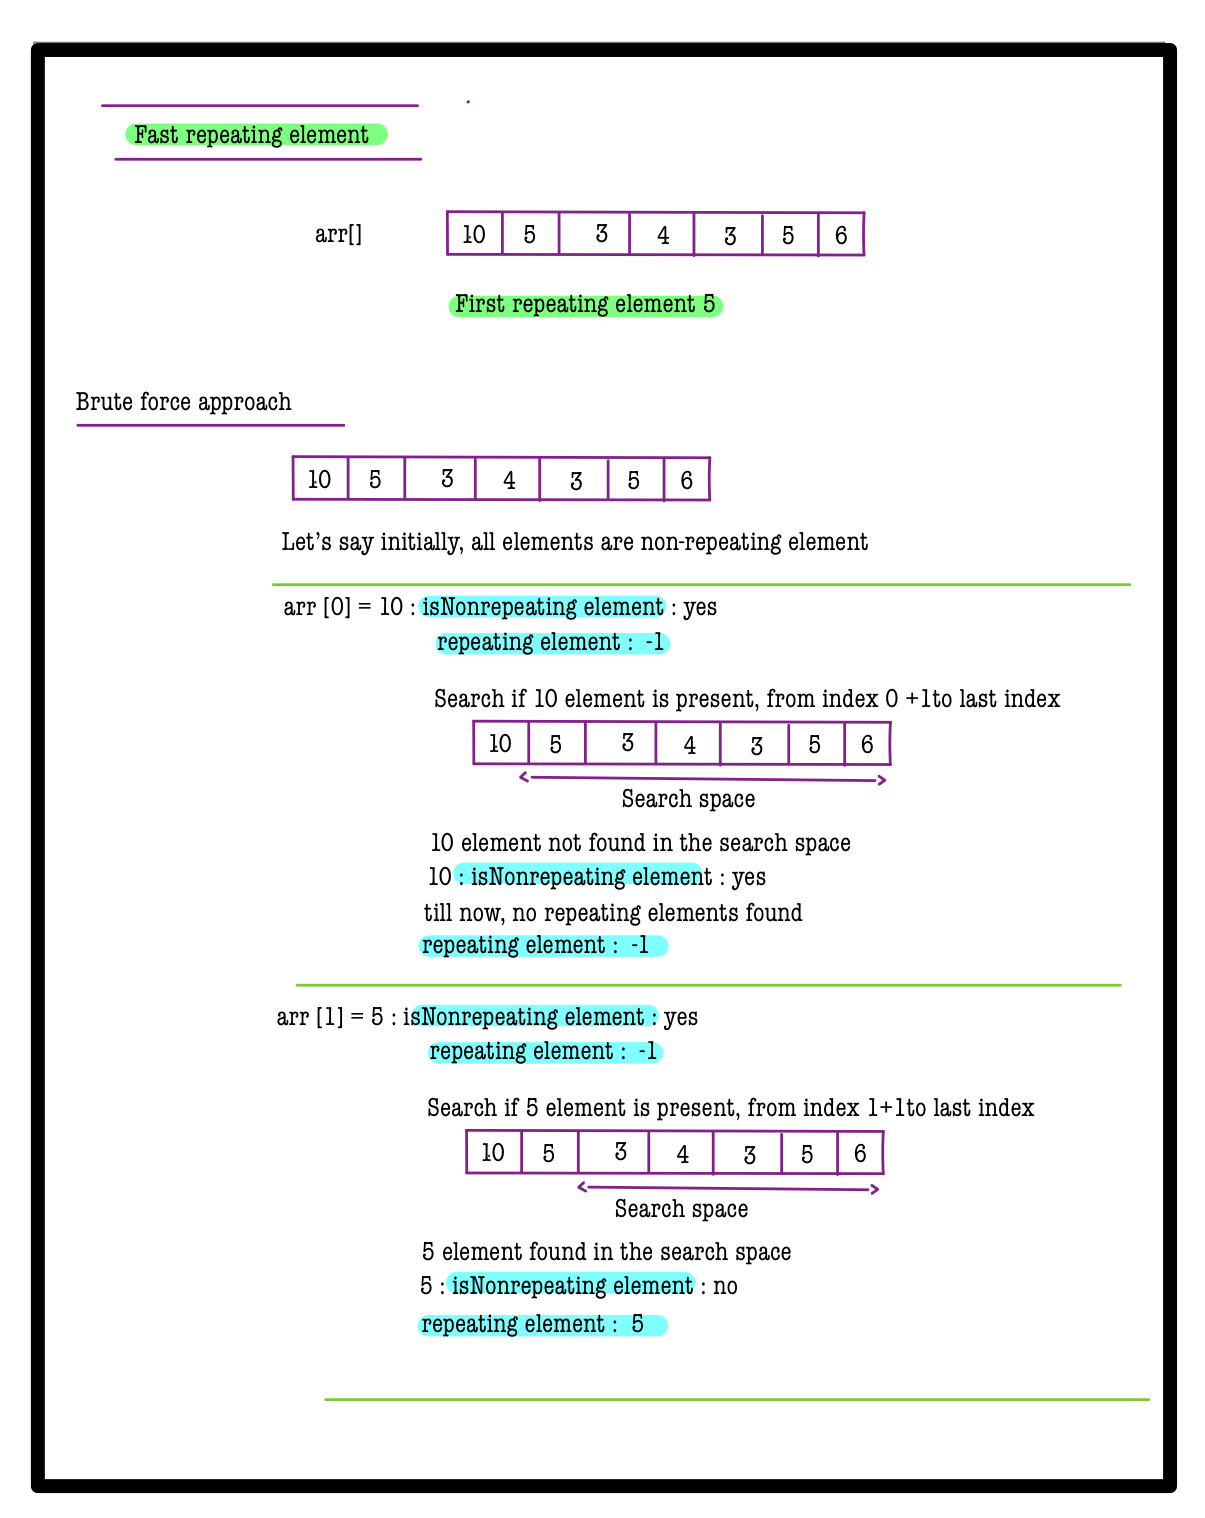 Fast repeating element
arr[] 10 5 3 4 3 5 6
First repeating element 5
Brute force approach
10 5 3 4 3 5 6
Let's say initially, all elements are non-repeating element
arr [0] = 10 : isNonrepeating element : yes
repeating element : -1
Search if 10 element is present, from index 0 +1to last index
10 5 3 4 3 5 6
Search space
10 element not found in the search space
10 : isNonrepeating element : yes
till now, no repeating elements found
repeating element : -1
arr [1] = 5 : isNonrepeating element : yes
repeating element : -1
Search if 5 element is present, from index 1+1to last index
10 5 3 4 3 5 6
Search space
5 element found in the search space
5 : isNonrepeating element : no
repeating element : 5